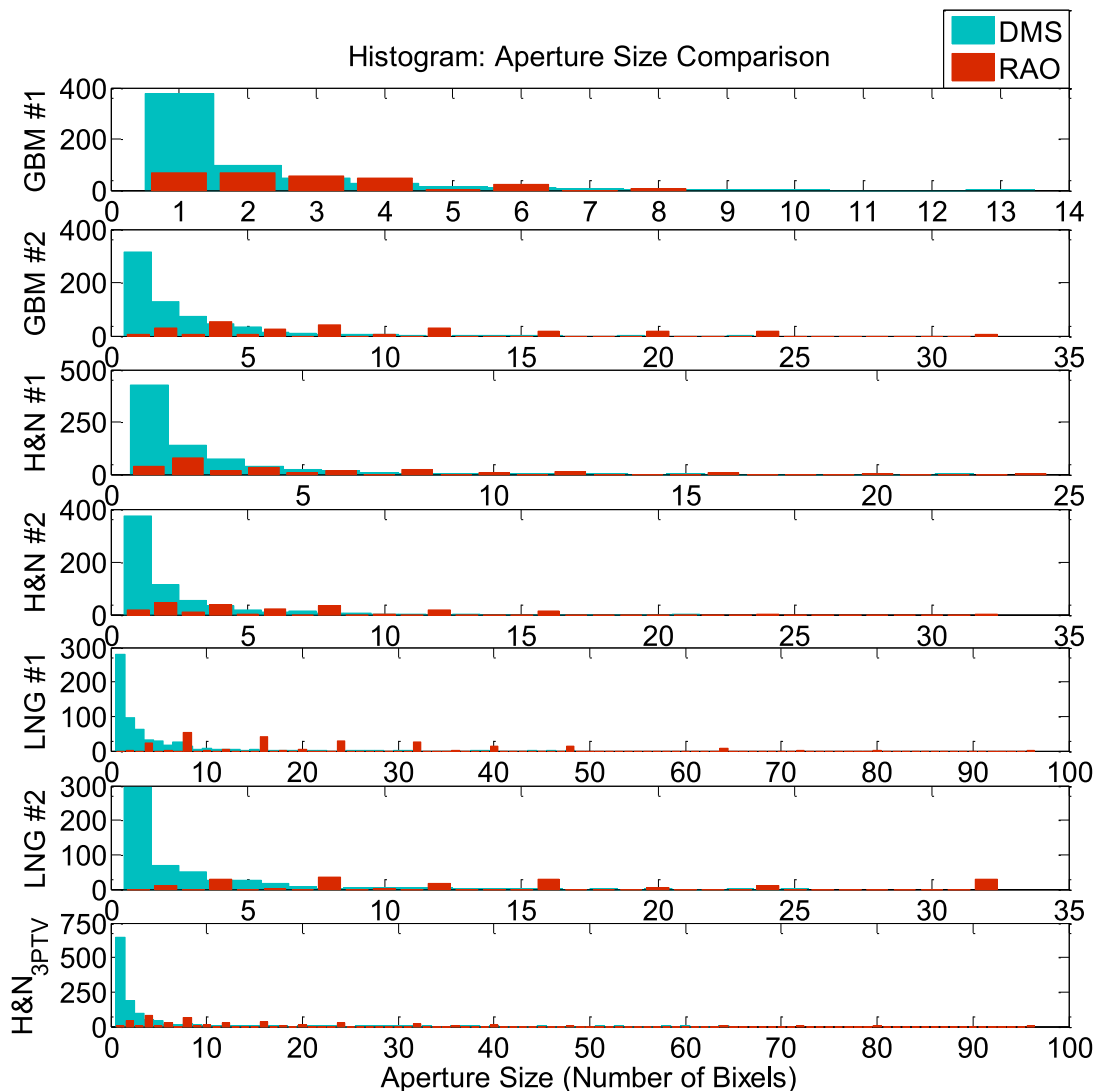 DMS
RAO
Histogram: Aperture Size Comparison
GBM #1
400
200
0
0 1 2 3 4 5 6 7 8 9 10 11 12 13 14
GBM #2
400
200
0
0 5 10 15 20 25 30 35
H&N #1
500
250
0
0 5 10 15 20 25
H&N #2
400
200
0
0 5 10 15 20 25 30 35
LNG #1
300
200
100
0
0 10 20 30 40 50 60 70 80 90 100
LNG #2
300
200
100
0
0 5 10 15 20 25 30 35
H&N3PTV
750
500
250
0
0 10 20 30 40 50 60 70 80 90 100
Aperture Size (Number of Bixels)